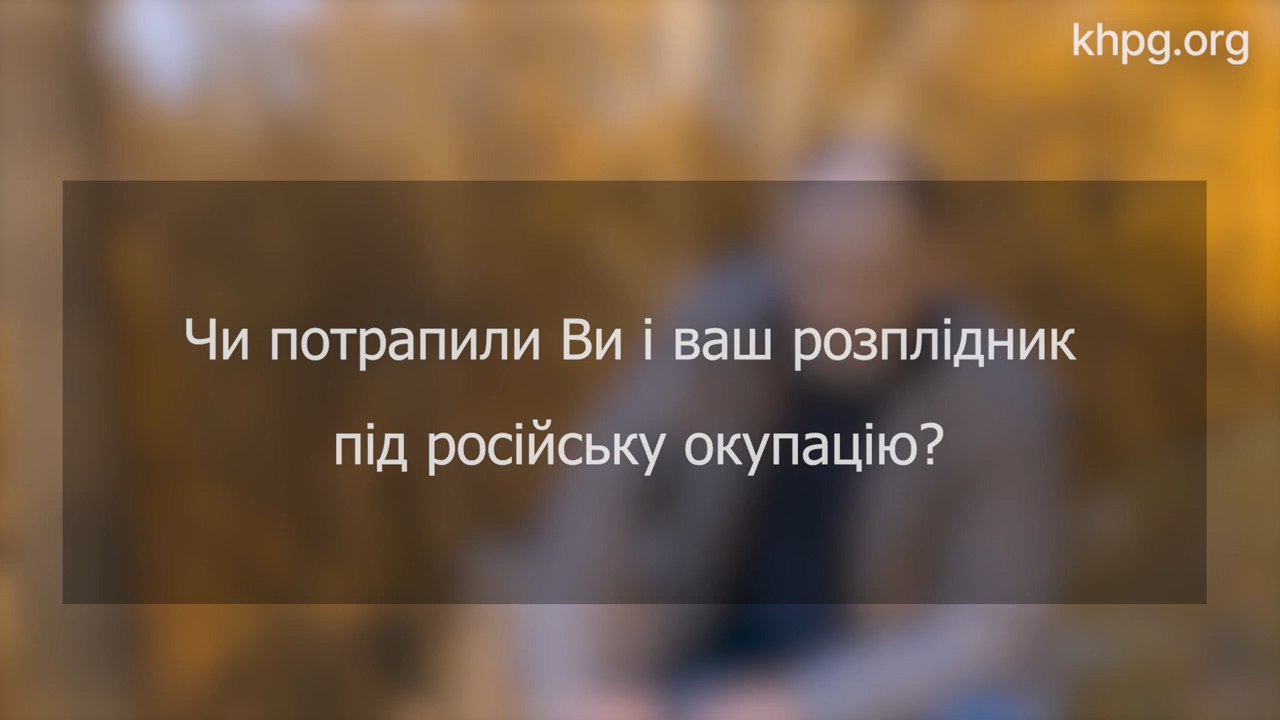 khpg.org
Чи потрапили Ви і ваш розплідник
під російську окупацію?